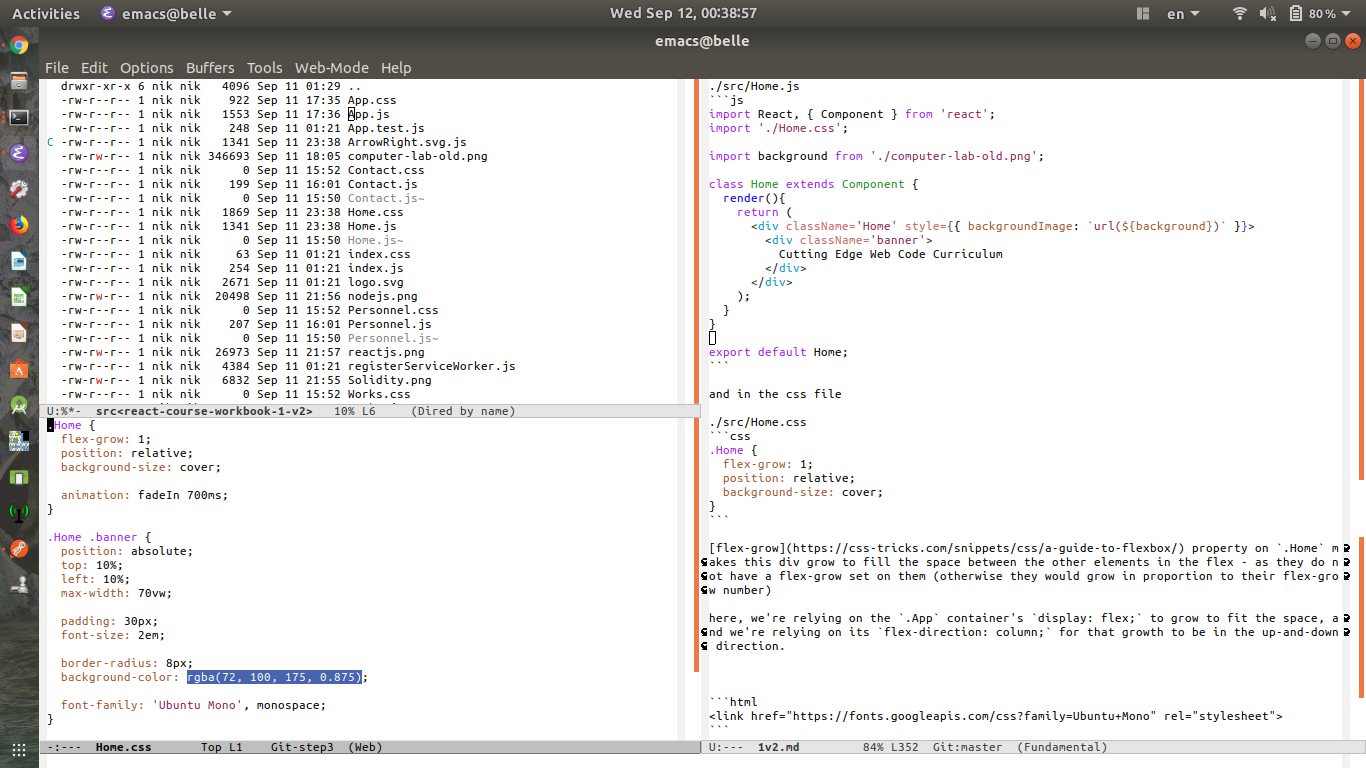 Activities emacs@belle Wed Sep 12, 00:38:57 en 80%
emacs@belle
File Edit Options Buffers Tools Web-Mode Help
drwxr-xr-x 6 nik nik 4096 Sep 11 01:29 ..
-rw-r--r-- 1 nik nik 922 Sep 11 17:35 App.css
-rw-r--r-- 1 nik nik 1553 Sep 11 17:36 App.js
-rw-r--r-- 1 nik nik 248 Sep 11 01:21 App.test.js
C -rw-r--r-- 1 nik nik 1341 Sep 11 23:38 ArrowRight.svg.js
-rw-rw-r-- 1 nik nik 346693 Sep 11 18:05 computer-lab-old.png
-rw-r--r-- 1 nik nik 0 Sep 11 15:52 Contact.css
-rw-r--r-- 1 nik nik 199 Sep 11 16:01 Contact.js
-rw-r--r-- 1 nik nik 0 Sep 11 15:50 Contact.js~
-rw-r--r-- 1 nik nik 1869 Sep 11 23:38 Home.css
-rw-r--r-- 1 nik nik 1341 Sep 11 23:38 Home.js
-rw-r--r-- 1 nik nik 0 Sep 11 15:50 Home.js~
-rw-r--r-- 1 nik nik 63 Sep 11 01:21 index.css
-rw-r--r-- 1 nik nik 254 Sep 11 01:21 index.js
-rw-r--r-- 1 nik nik 2671 Sep 11 01:21 logo.svg
-rw-rw-r-- 1 nik nik 20498 Sep 11 21:56 nodejs.png
-rw-r--r-- 1 nik nik 0 Sep 11 15:52 Personnel.css
-rw-r--r-- 1 nik nik 207 Sep 11 16:01 Personnel.js
-rw-r--r-- 1 nik nik 0 Sep 11 15:50 Personnel.js~
-rw-rw-r-- 1 nik nik 26973 Sep 11 21:57 reactjs.png
-rw-r--r-- 1 nik nik 4384 Sep 11 01:21 registerServiceWorker.js
-rw-rw-r-- 1 nik nik 6832 Sep 11 21:55 Solidity.png
-rw-r--r-- 1 nik nik 0 Sep 11 15:52 Works.css
U:%*- src<react-course-workbook-1-v2> 10% L6 (Dired by name)
.Home {
flex-grow: 1;
position: relative;
background-size: cover;
animation: fadeIn 700ms;
}
.Home .banner {
position: absolute;
top: 10%;
left: 10%;
max-width: 70vw;
padding: 30px;
font-size: 2em;
border-radius: 8px;
background-color: rgba(72, 100, 175, 0.875);
font-family: 'Ubuntu Mono', monospace;
}
-:--- Home.css Top L1 Git-step3 (Web)
./src/Home.js
```js
import React, { Component } from 'react';
import './Home.css';
import background from './computer-lab-old.png';
class Home extends Component {
render(){
return (
<div className='Home' style={{ backgroundImage: `url(${background})` }}>
<div className='banner'>
Cutting Edge Web Code Curriculum
</div>
</div>
);
}
}
export default Home;
```
and in the css file
./src/Home.css
```css
.Home {
flex-grow: 1;
position: relative;
background-size: cover;
}
```
[flex-grow](https://css-tricks.com/snippets/css/a-guide-to-flexbox/) property on `.Home` m
akes this div grow to fill the space between the other elements in the flex - as they do n
ot have a flex-grow set on them (otherwise they would grow in proportion to their flex-gro
w number)
here, we're relying on the `.App` container's `display: flex;` to grow to fit the space, a
nd we're relying on its `flex-direction: column;` for that growth to be in the up-and-down
direction.
```html
<link href="https://fonts.googleapis.com/css?family=Ubuntu+Mono" rel="stylesheet">
```
U:--- 1v2.md 84% L352 Git:master (Fundamental)